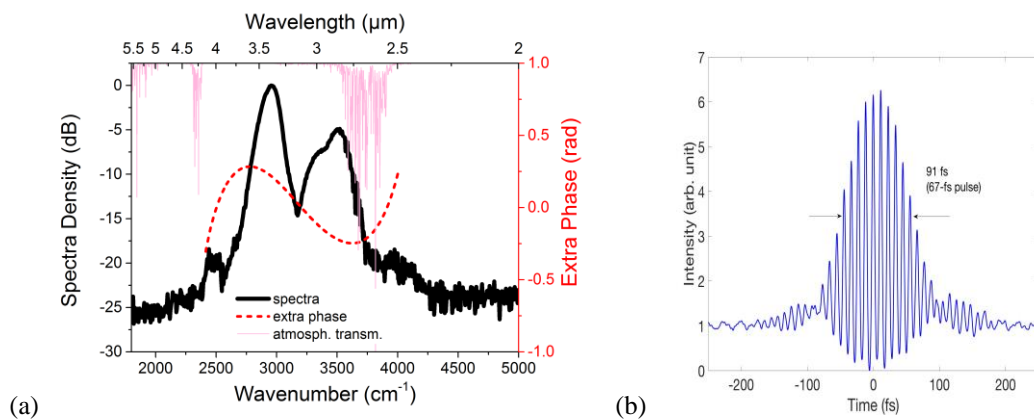 Wavelength (μm)
5.5 5 4.5 4 3.5 3 2.5 2
Spectra Density (dB)
0
-5
-10
-15
-20
-25
-30
1.0
0.5
0.0
-0.5
-1.0
Extra Phase (rad)
spectra
extra phase
atmosph. transm.
2000 2500 3000 3500 4000 4500 5000
Wavenumber (cm⁻¹)
(a)
Intensity (arb. unit)
7
6
5
4
3
2
1
0
91 fs
(67-fs pulse)
-200 -100 0 100 200
Time (fs)
(b)